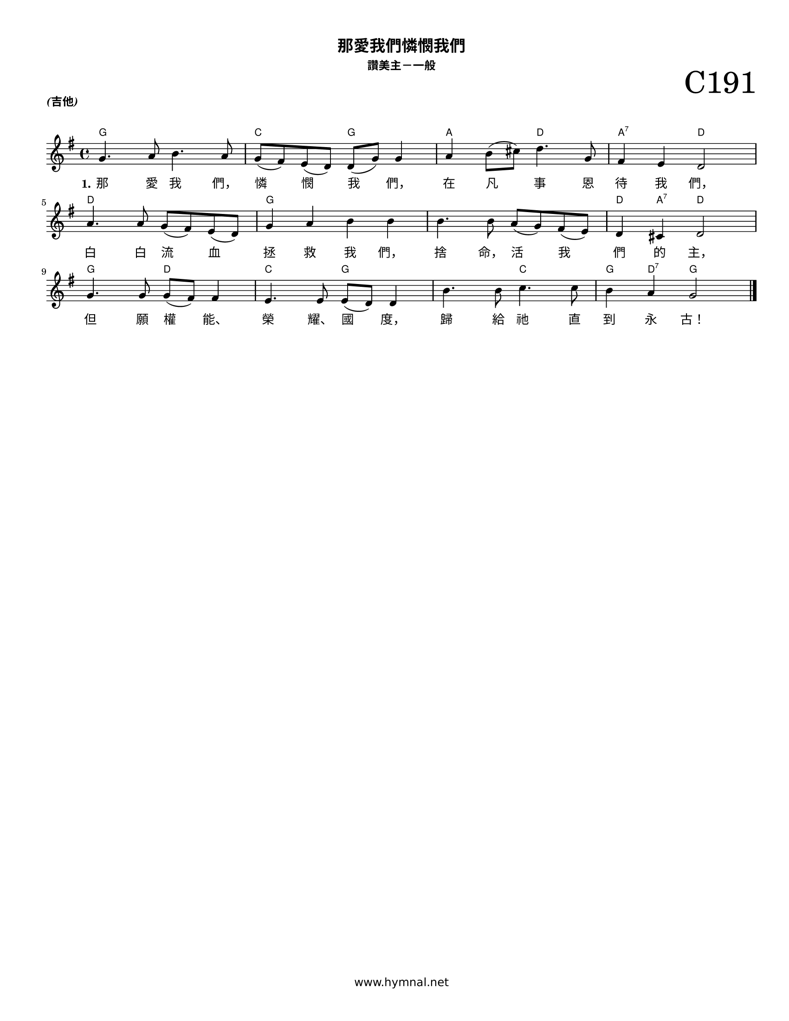 那愛我們憐憫我們
讚美主－一般
C191
(吉他)
G C G A D A7 D
1. 那 愛 我 們， 憐 憫 我 們， 在 凡 事 恩 待 我 們，
5 D G D A7 D
白 白 流 血 拯 救 我 們， 捨 命，活 我 們 的 主，
9 G D C G C G D7 G
但 願 權 能、 榮 耀、 國 度， 歸 給 祂 直 到 永 古！
www.hymnal.net